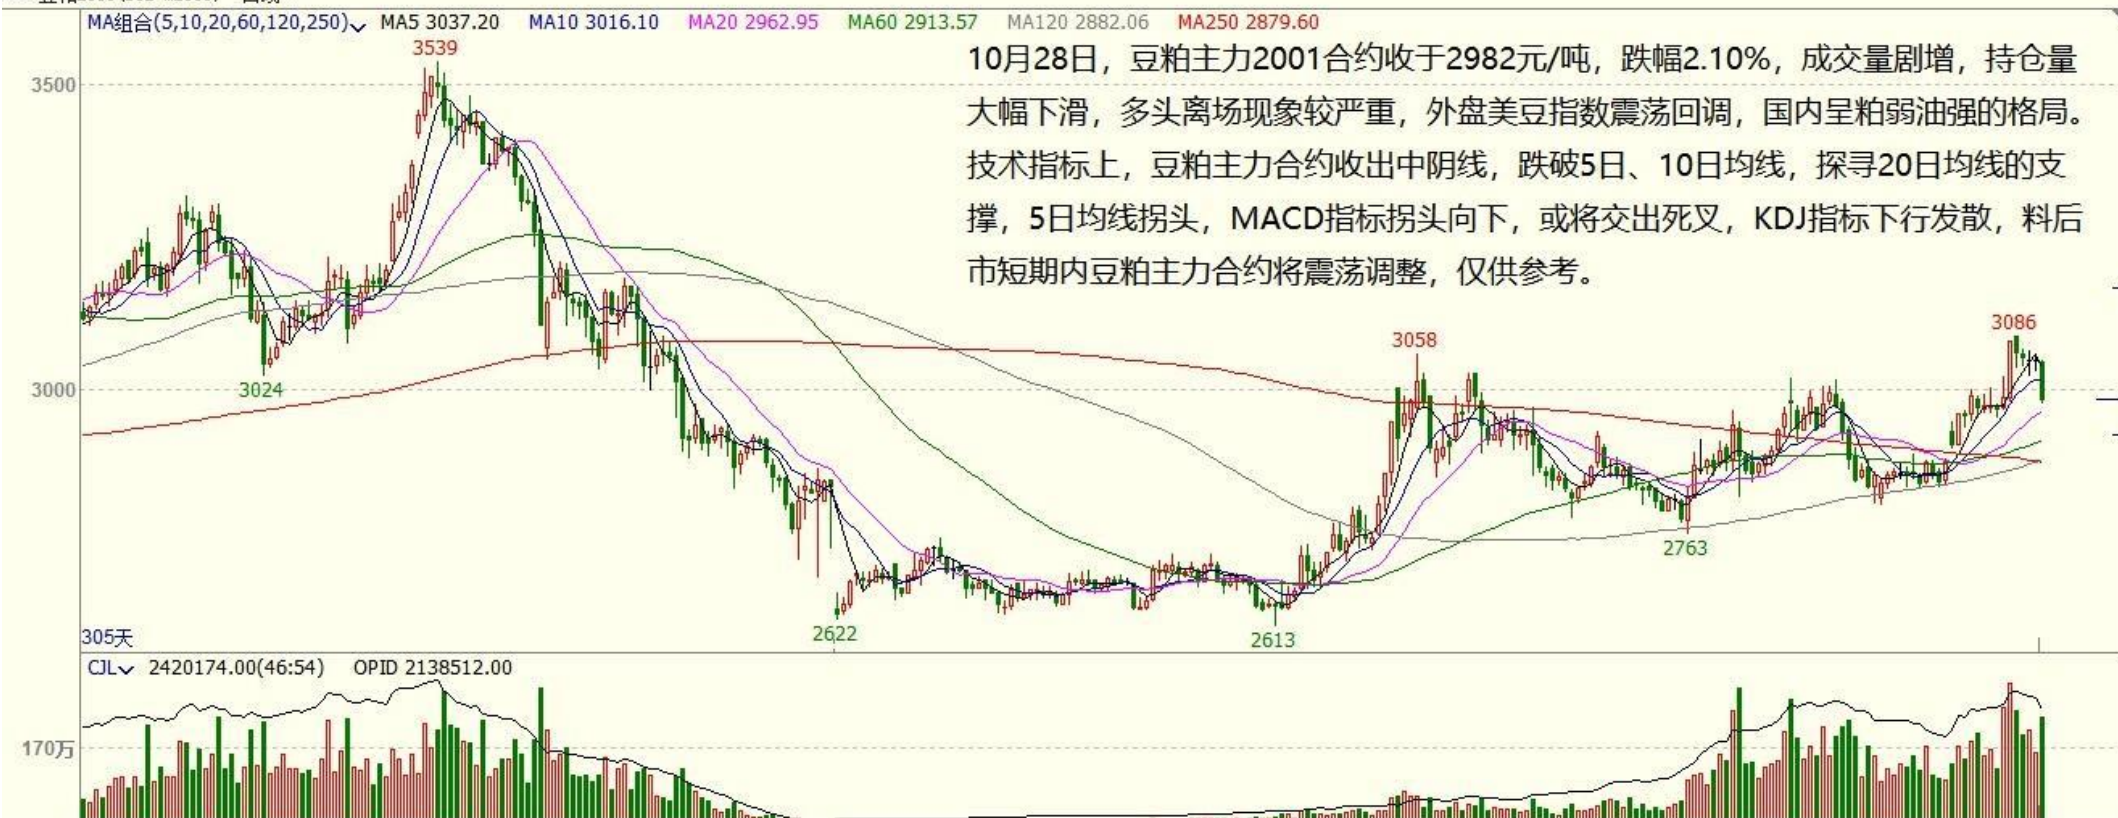 MA组合(5,10,20,60,120,250) MA5 3037.20 MA10 3016.10 MA20 2962.95 MA60 2913.57 MA120 2882.06 MA250 2879.60
3539
3500
10月28日，豆粕主力2001合约收于2982元/吨，跌幅2.10%，成交量剧增，持仓量
大幅下滑，多头离场现象较严重，外盘美豆指数震荡回调，国内呈粕弱油强的格局。
技术指标上，豆粕主力合约收出中阴线，跌破5日、10日均线，探寻20日均线的支
撑，5日均线拐头，MACD指标拐头向下，或将交出死叉，KDJ指标下行发散，料后
市短期内豆粕主力合约将震荡调整，仅供参考。
3086
3058
3000
3024
2763
2622
2613
305天
CJL 2420174.00(46:54) OPID 2138512.00
170万